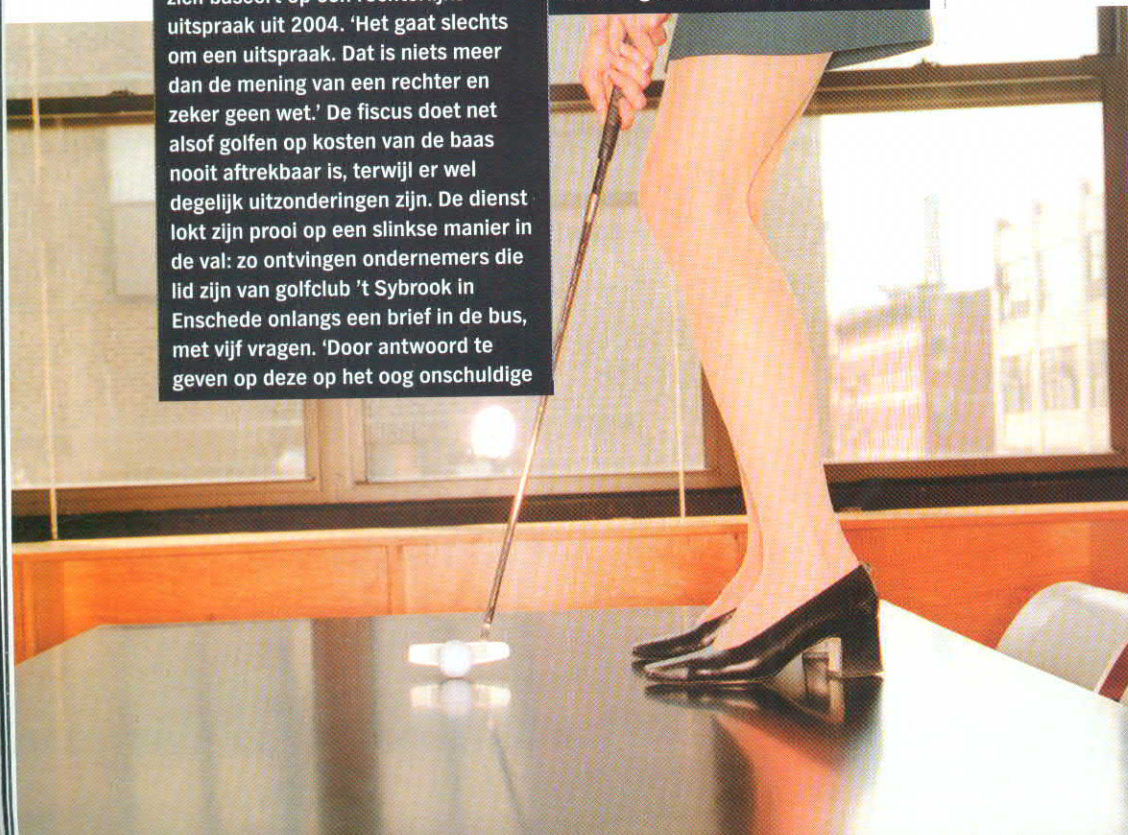 uitspraak uit 2004. ‘Het gaat slechts
om een uitspraak. Dat is niets meer
dan de mening van een rechter en
zeker geen wet.’ De fiscus doet net
alsof golfen op kosten van de baas
nooit aftrekbaar is, terwijl er wel
degelijk uitzonderingen zijn. De dienst
lokt zijn prooi op een slinkse manier in
de val: zo ontvingen ondernemers die
lid zijn van golfclub ’t Sybrook in
Enschede onlangs een brief in de bus,
met vijf vragen. ‘Door antwoord te
geven op deze op het oog onschuldige